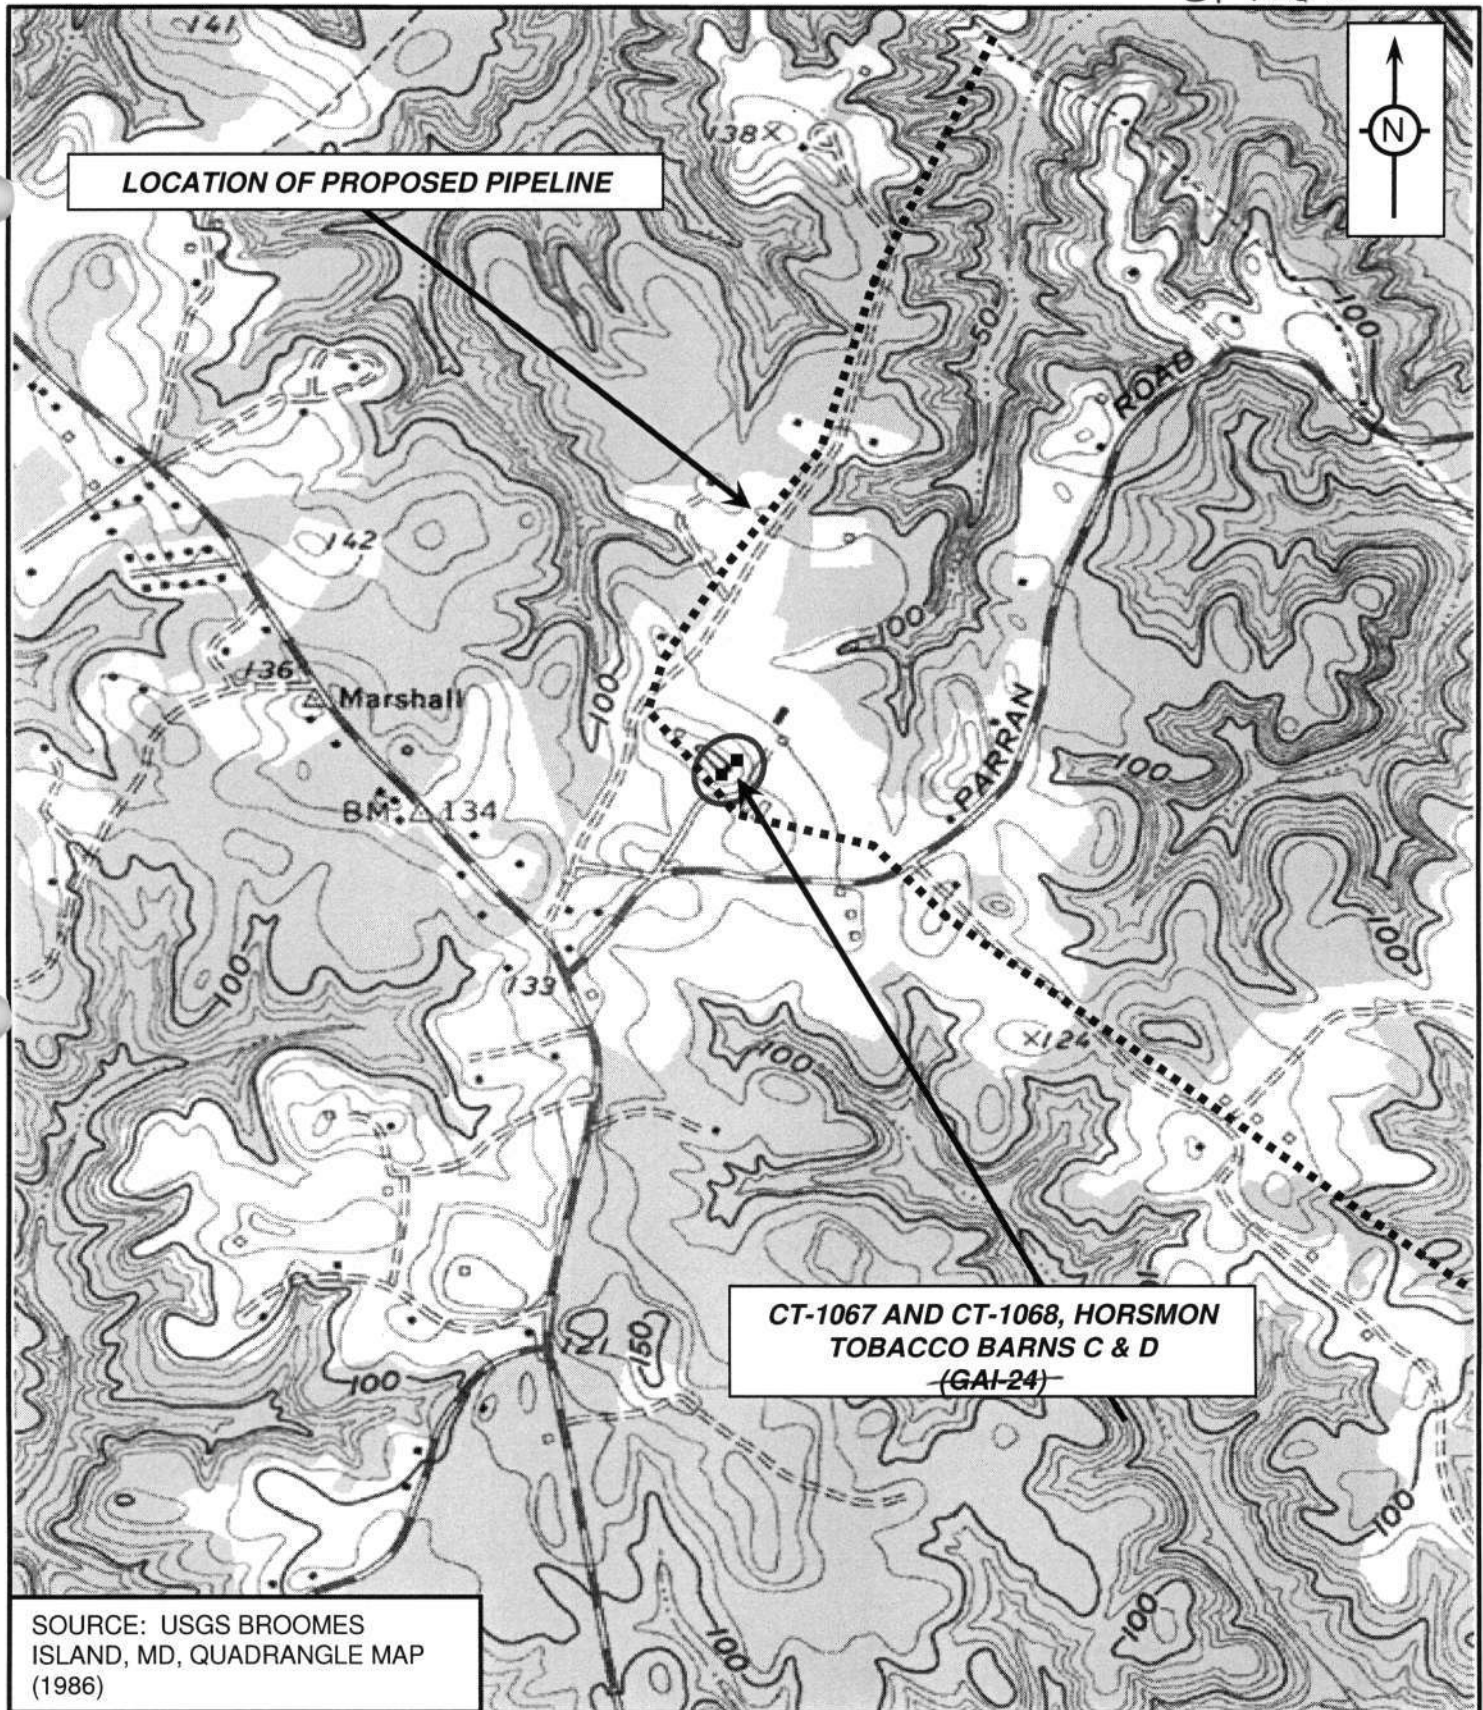 141
138×
N
LOCATION OF PROPOSED PIPELINE
50
100
ROAD
142
100
136
Marshall
100
PARRAN
100
BM 134
100
100
133
×124
100
CT-1067 AND CT-1068, HORSMON
TOBACCO BARNS C & D
(GAI-24)
121
150
100
100
100
100
SOURCE: USGS BROOMES
ISLAND, MD, QUADRANGLE MAP
(1986)